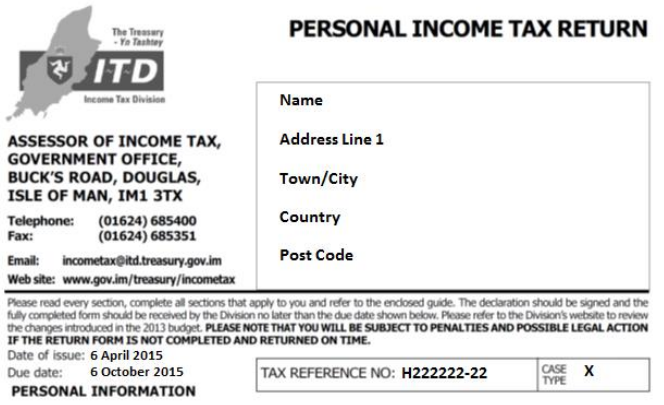 The Treasury
- Yn Tashtey
ITD
Income Tax Division
PERSONAL INCOME TAX RETURN
ASSESSOR OF INCOME TAX,
GOVERNMENT OFFICE,
BUCK'S ROAD, DOUGLAS,
ISLE OF MAN, IM1 3TX
Telephone: (01624) 685400
Fax: (01624) 685351
Email: incometax@itd.treasury.gov.im
Web site: www.gov.im/treasury/incometax
Name
Address Line 1
Town/City
Country
Post Code
Please read every section, complete all sections that apply to you and refer to the enclosed guide. The declaration should be signed and the
fully completed form should be received by the Division no later than the due date shown below. Please refer to the Division's website to review
the changes introduced in the 2013 budget. PLEASE NOTE THAT YOU WILL BE SUBJECT TO PENALTIES AND POSSIBLE LEGAL ACTION
IF THE RETURN FORM IS NOT COMPLETED AND RETURNED ON TIME.
Date of issue: 6 April 2015
Due date: 6 October 2015
TAX REFERENCE NO: H222222-22
CASE TYPE X
PERSONAL INFORMATION